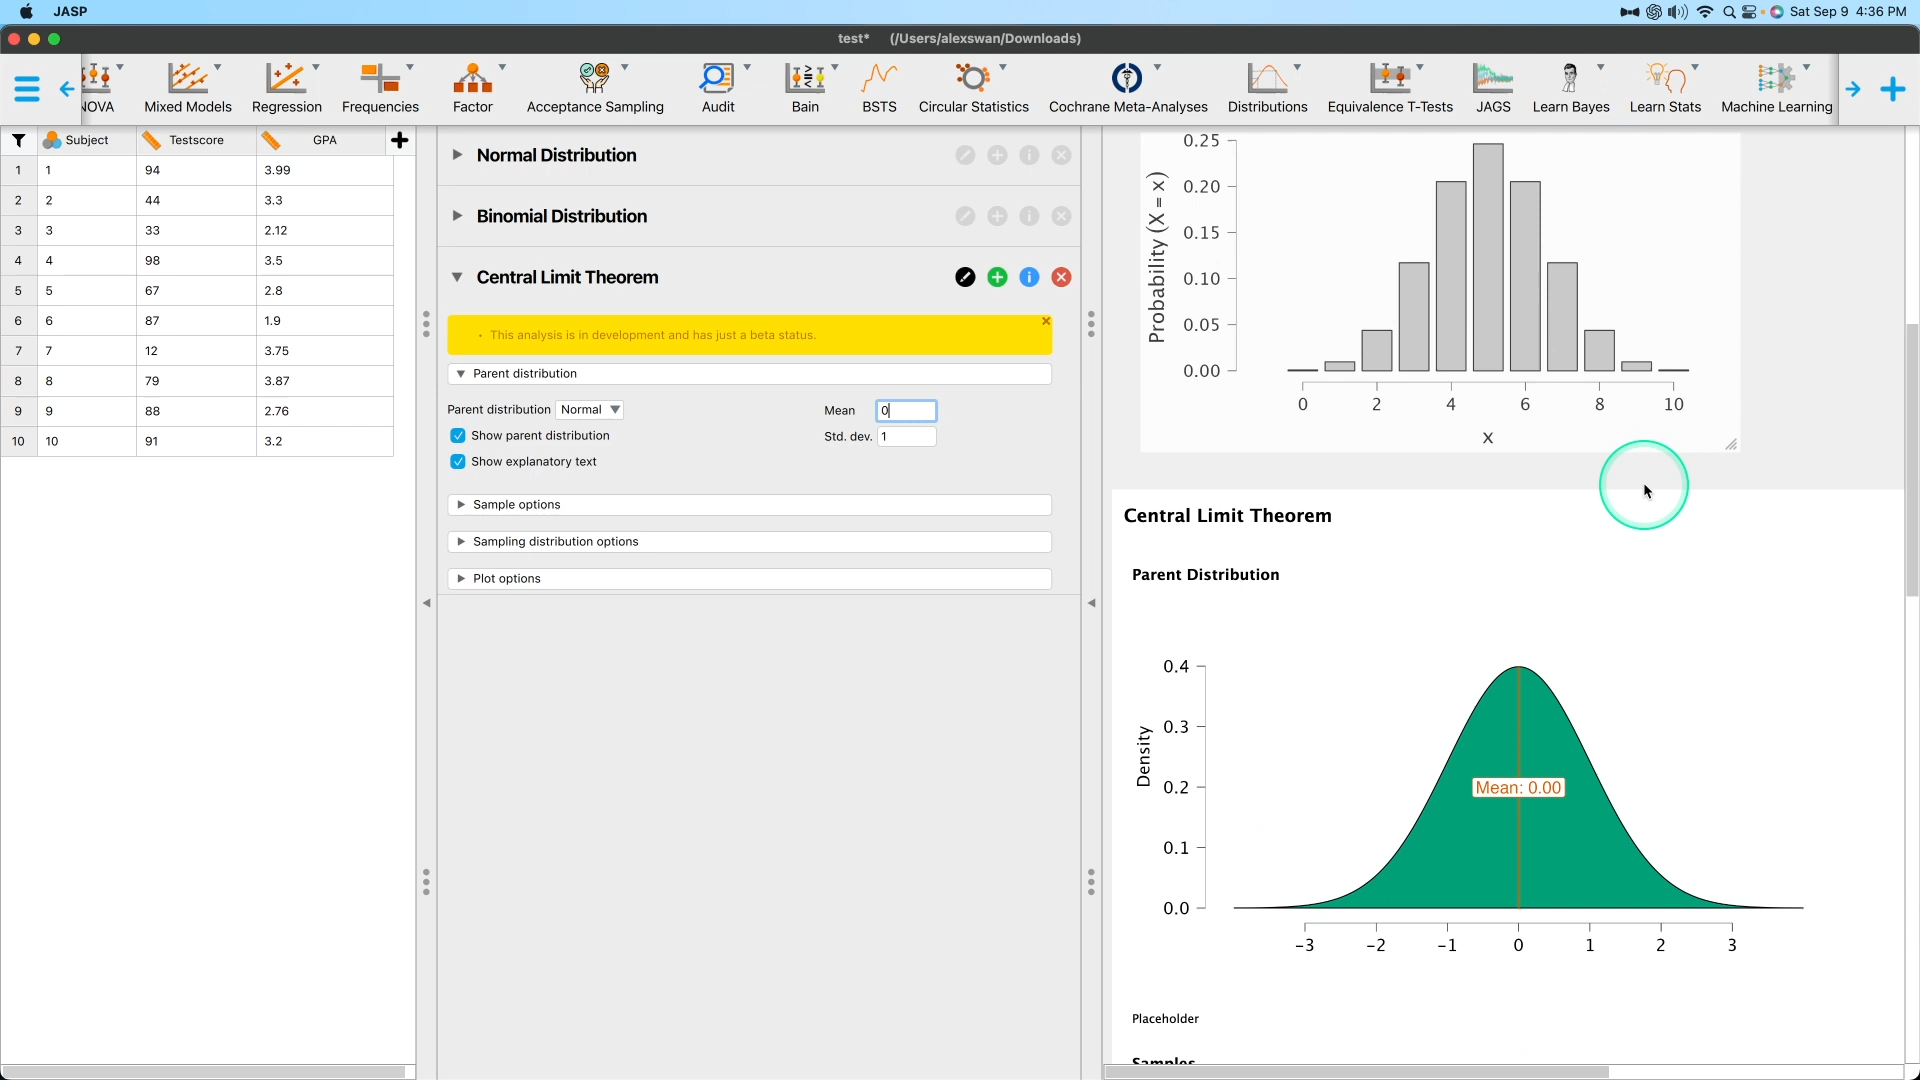 JASP
Sat Sep 9 4:36 PM
test* (/Users/alexswan/Downloads)
NOVA
Mixed Models
Regression
Frequencies
Factor
Acceptance Sampling
Audit
Bain
BSTS
Circular Statistics
Cochrane Meta-Analyses
Distributions
Equivalence T-Tests
JAGS
Learn Bayes
Learn Stats
Machine Learning
Subject Testscore GPA
1 1 94 3.99
2 2 44 3.3
3 3 33 2.12
4 4 98 3.5
5 5 67 2.8
6 6 87 1.9
7 7 12 3.75
8 8 79 3.87
9 9 88 2.76
10 10 91 3.2
Normal Distribution
Binomial Distribution
Central Limit Theorem
This analysis is in development and has just a beta status.
Parent distribution
Parent distribution Normal
Mean 0
Show parent distribution
Std. dev. 1
Show explanatory text
Sample options
Sampling distribution options
Plot options
Probability (X = x)
0.25
0.20
0.15
0.10
0.05
0.00
0 2 4 6 8 10
X
Central Limit Theorem
Parent Distribution
Density
0.4
0.3
0.2
0.1
0.0
Mean: 0.00
-3 -2 -1 0 1 2 3
Placeholder
Samples